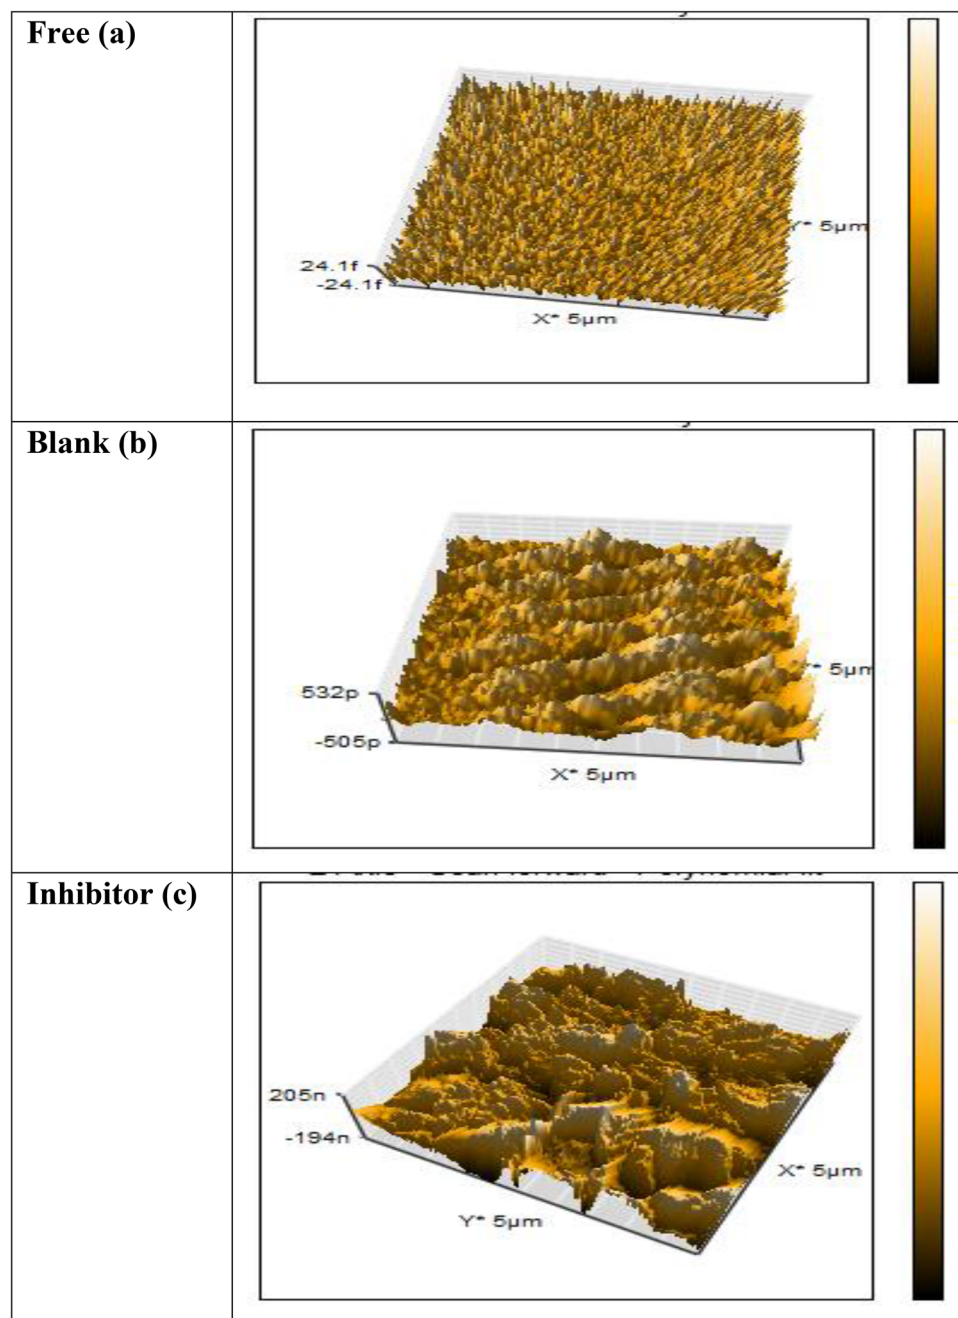 Free (a)
24.1f
-24.1f
X* 5µm
5µm
Blank (b)
532p
-505p
X* 5µm
5µm
Inhibitor (c)
205n
-194n
Y* 5µm
X* 5µm